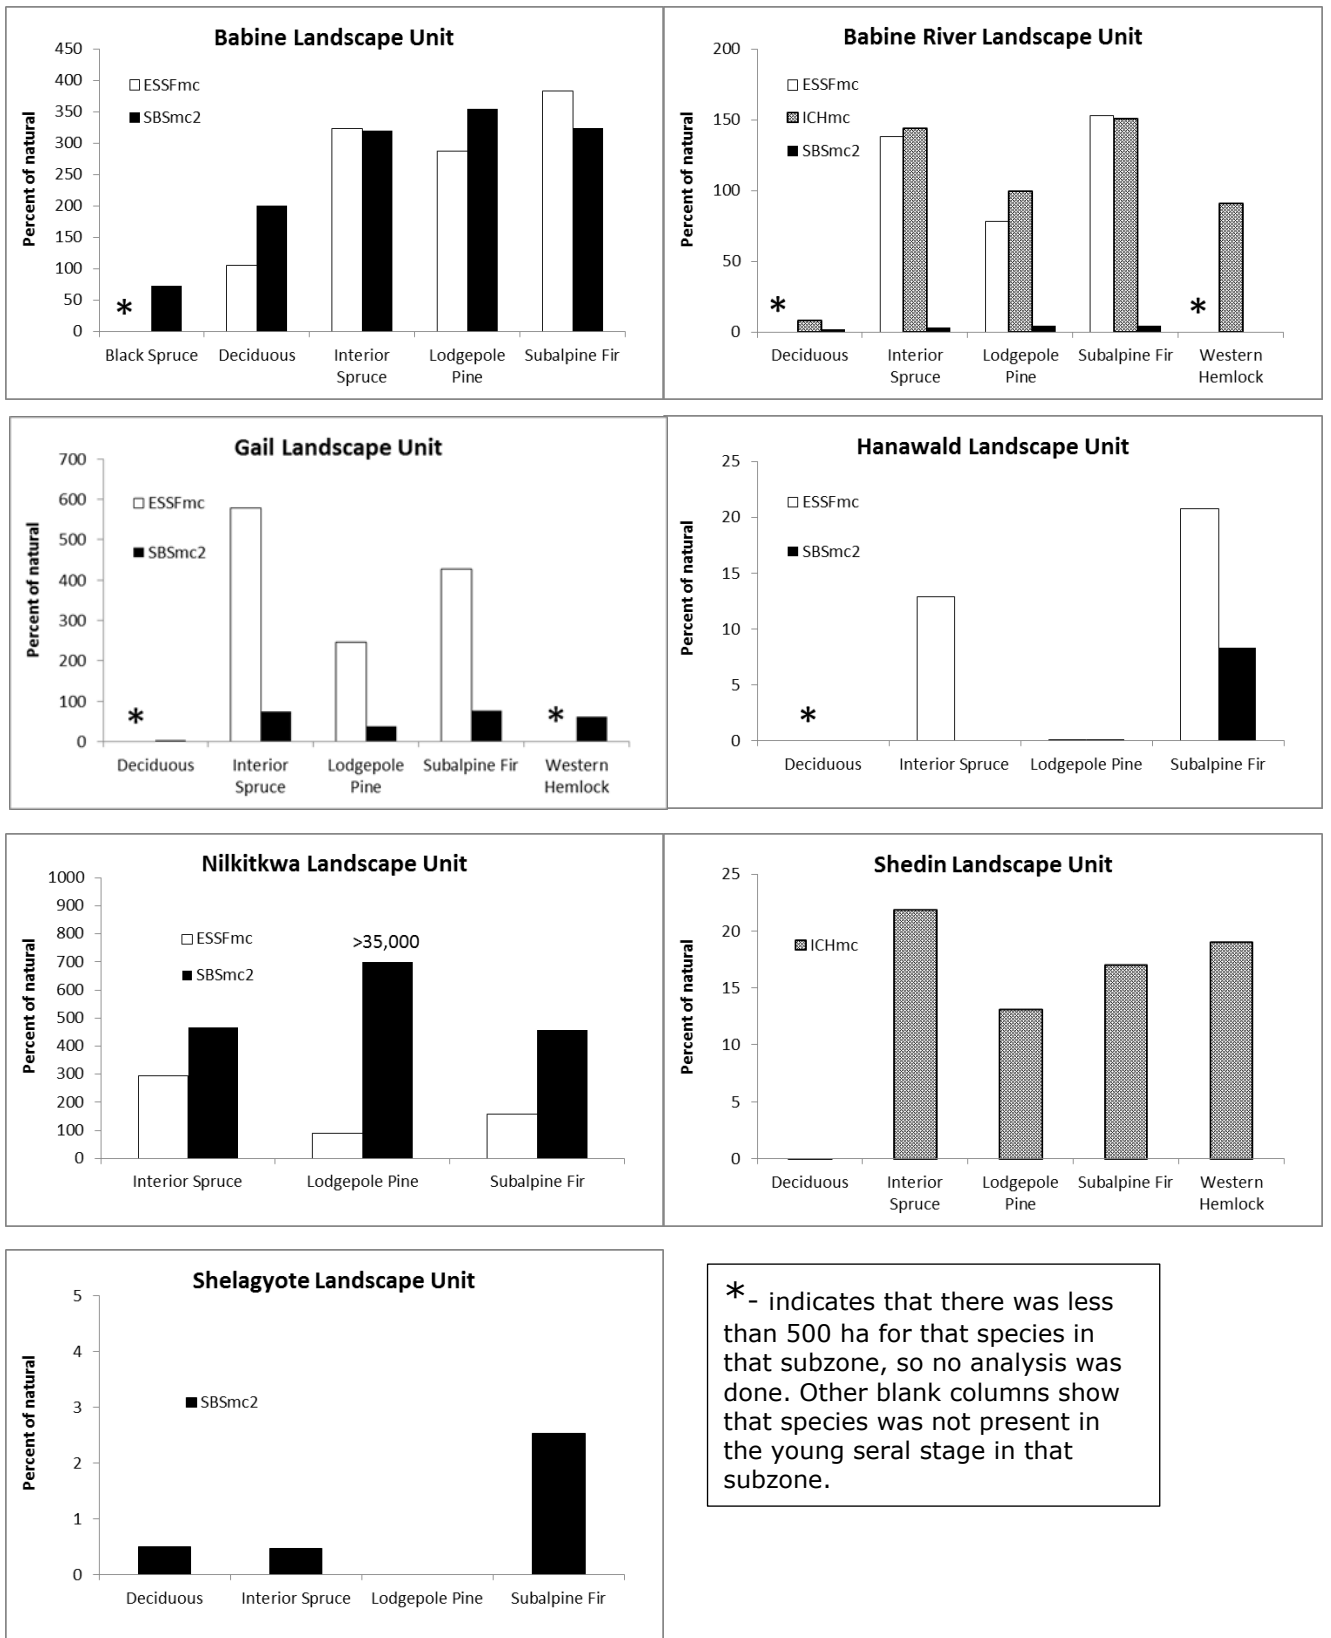 Babine Landscape Unit
Percent of natural
450
400
350
300
250
200
150
100
50
0
ESSFmc
SBSmc2
*
Black Spruce
Deciduous
Interior
Spruce
Lodgepole
Pine
Subalpine Fir
Babine River Landscape Unit
Percent of natural
200
150
100
50
0
ESSFmc
ICHmc
SBSmc2
*
*
Deciduous
Interior
Spruce
Lodgepole
Pine
Subalpine Fir
Western
Hemlock
Gail Landscape Unit
Percent of natural
700
600
500
400
300
200
100
0
ESSFmc
SBSmc2
*
*
Deciduous
Interior
Spruce
Lodgepole
Pine
Subalpine Fir
Western
Hemlock
Hanawald Landscape Unit
Percent of natural
25
20
15
10
5
0
ESSFmc
SBSmc2
*
Deciduous
Interior Spruce
Lodgepole Pine
Subalpine Fir
Nilkitkwa Landscape Unit
Percent of natural
1000
900
800
700
600
500
400
300
200
100
0
ESSFmc
SBSmc2
>35,000
Interior Spruce
Lodgepole Pine
Subalpine Fir
Shedin Landscape Unit
Percent of natural
25
20
15
10
5
0
ICHmc
Deciduous
Interior
Spruce
Lodgepole
Pine
Subalpine Fir
Western
Hemlock
Shelagyote Landscape Unit
Percent of natural
5
4
3
2
1
0
SBSmc2
Deciduous
Interior Spruce
Lodgepole Pine
Subalpine Fir
*- indicates that there was less
than 500 ha for that species in
that subzone, so no analysis was
done. Other blank columns show
that species was not present in
the young seral stage in that
subzone.